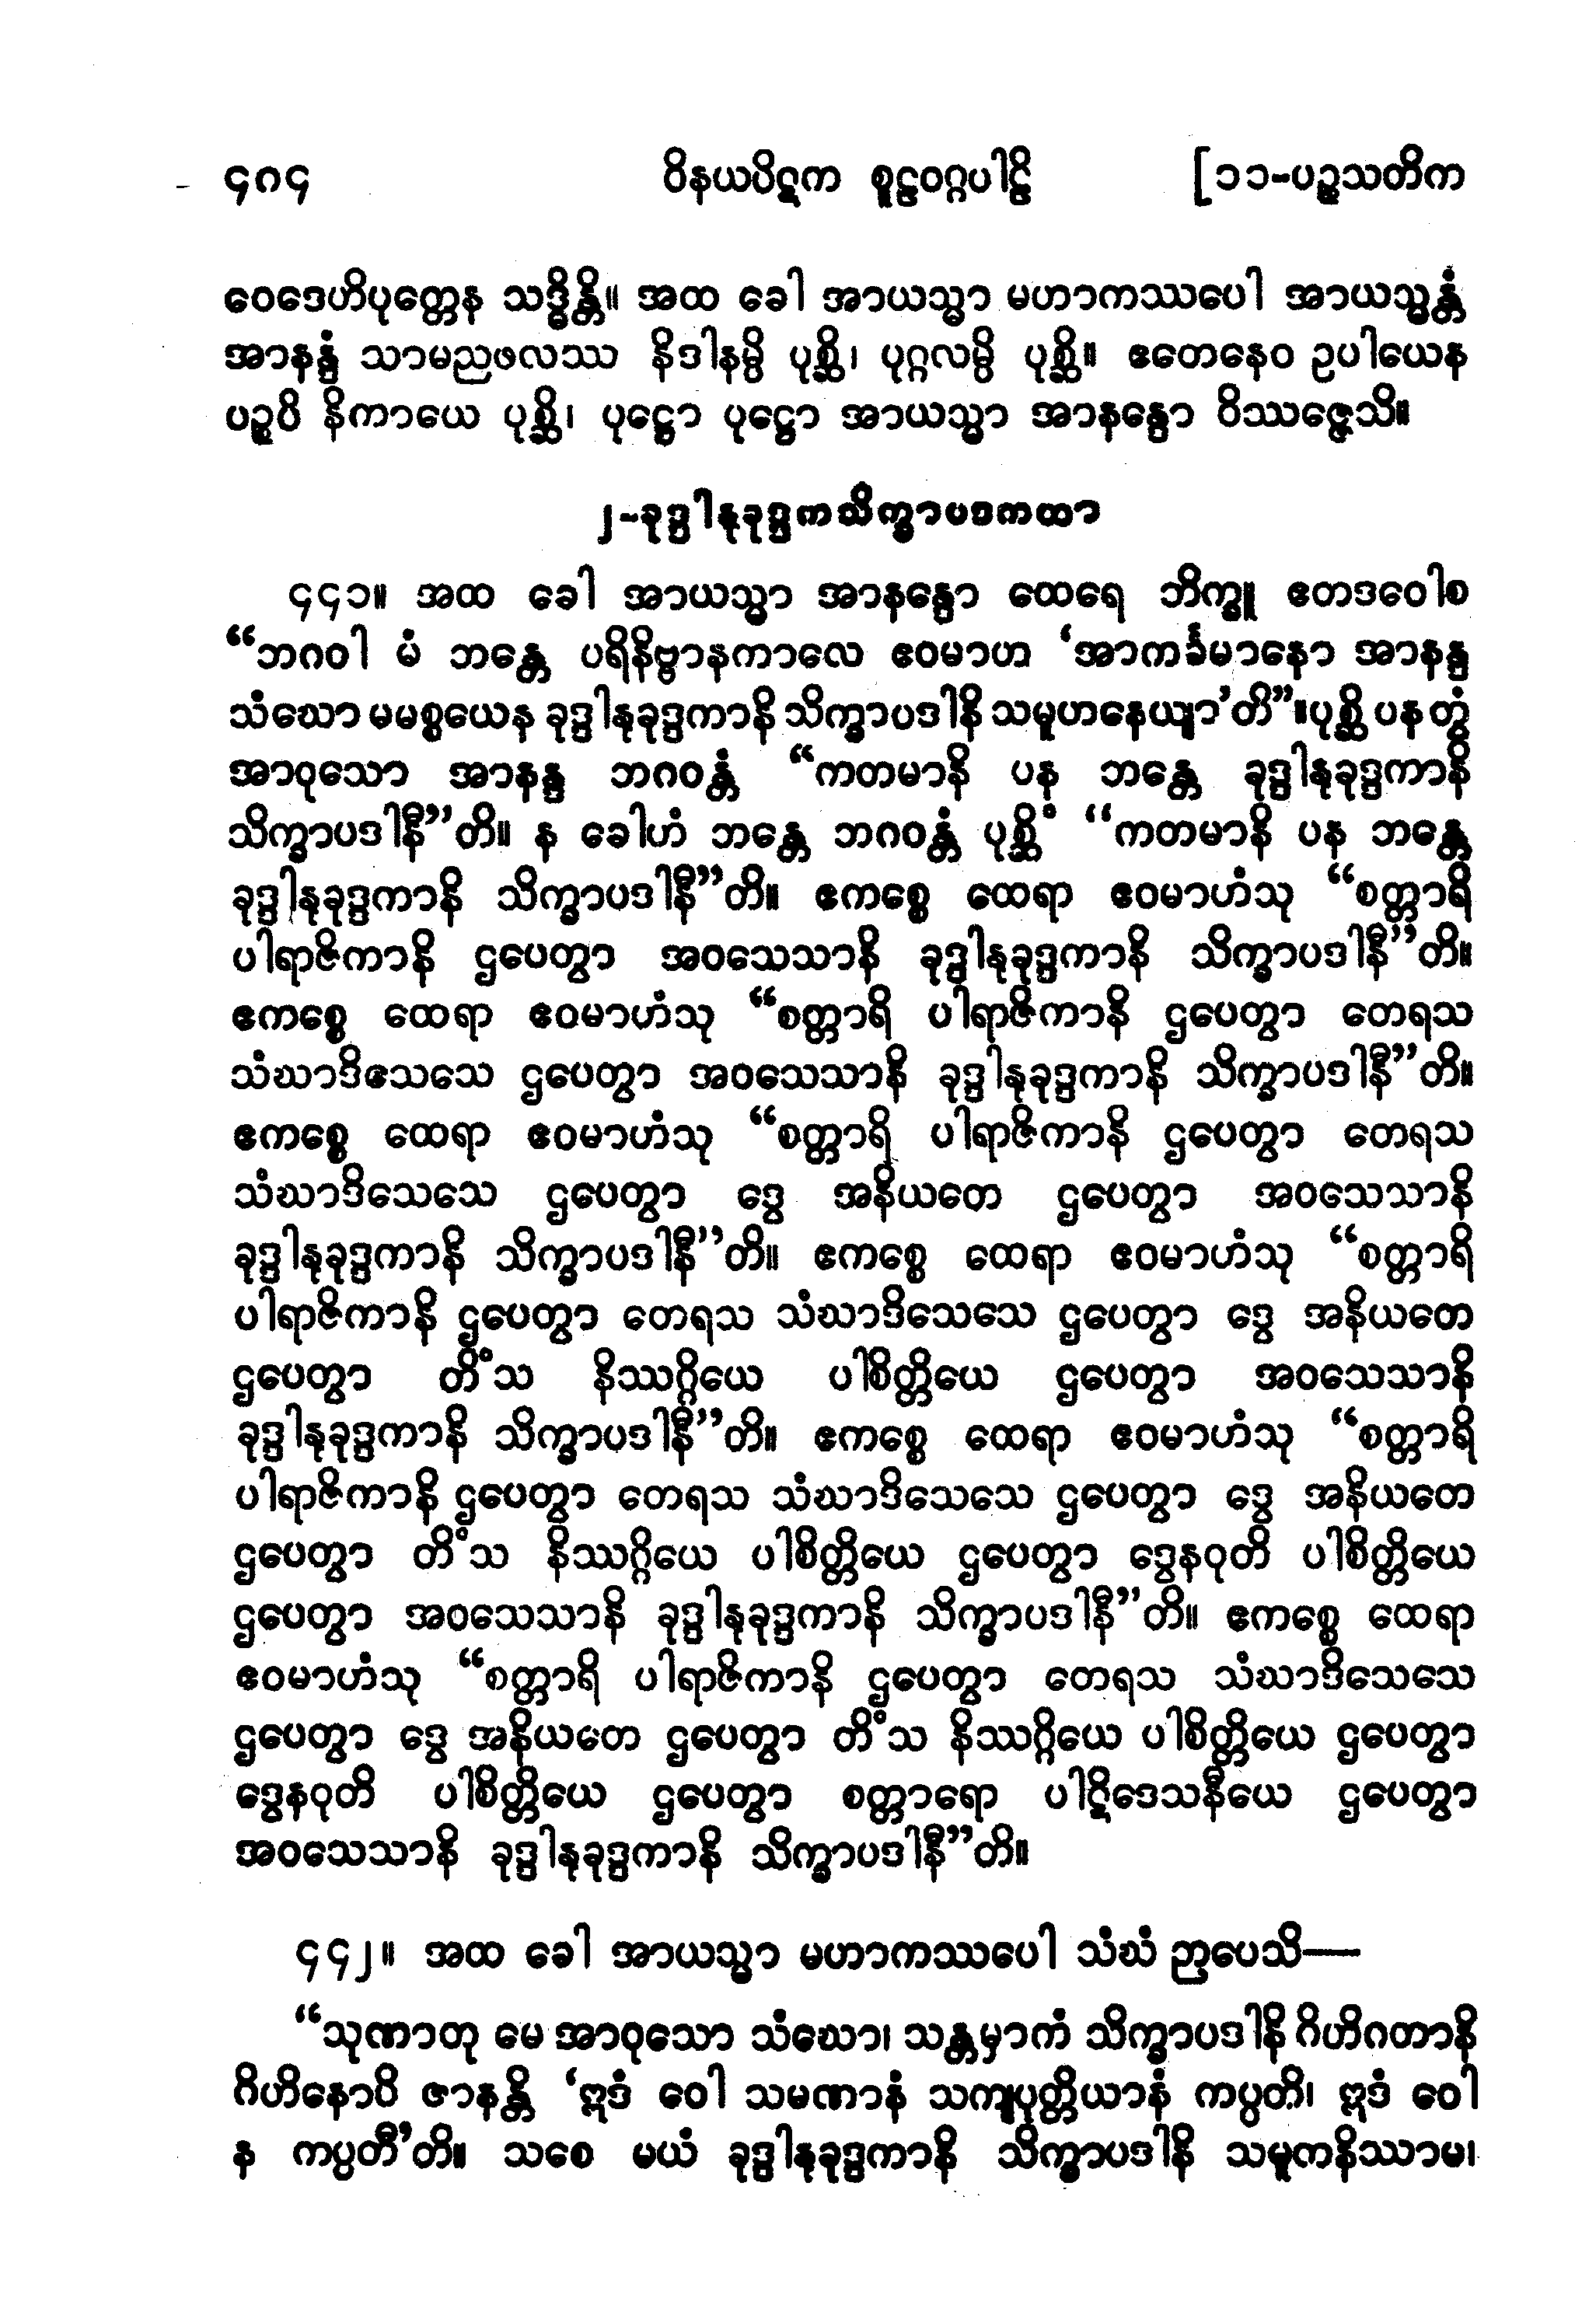 ၄၈၄ ဝိနယပိဋက စူဠဝဂ္ဂပါဠိ [၁၁-ပဉ္စသတိက
ဝေဒေဟိပုတ္တေန သဒ္ဓိန္တိ။ အထ ခေါ အာယသ္မာ မဟာကဿပေါ အာယသ္မန္တံ
အာနန္ဒံ သာမညဖလဿ နိဒါနမ္ပိ ပုစ္ဆိ၊ ပုဂ္ဂလမ္ပိ ပုစ္ဆိ။ ဧတေနေဝ ဥပါယေန
ပဉ္စပိ နိကာယေ ပုစ္ဆိ၊ ပုဋ္ဌော ပုဋ္ဌော အာယသ္မာ အာနန္ဒော ဝိဿဇ္ဇေသိ။
၂-ခုဒ္ဒါနုခုဒ္ဒကသိက္ခာပဒကထာ
၄၄၁။ အထ ခေါ အာယသ္မာ အာနန္ဒော ထေရေ ဘိက္ခူ ဧတဒဝေါစ
“ဘဂဝါ မံ ဘန္တေ ပရိနိဗ္ဗာနကာလေ ဧဝမာဟ ‘အာကင်္ခမာနော အာနန္ဒ
သံဃော မမစ္စယေန ခုဒ္ဒါနုခုဒ္ဒကာနိ သိက္ခာပဒါနိ သမူဟနေယျာ’တိ”။ပုစ္ဆိ ပန တွံ
အာဝုသော အာနန္ဒ ဘဂဝန္တံ “ကတမာနိ ပန ဘန္တေ ခုဒ္ဒါနုခုဒ္ဒကာနိ
သိက္ခာပဒါနီ”တိ။ န ခေါဟံ ဘန္တေ ဘဂဝန္တံ ပုစ္ဆိံ “ကတမာနိ ပန ဘန္တေ
ခုဒ္ဒါနုခုဒ္ဒကာနိ သိက္ခာပဒါနီ”တိ။ ဧကစ္စေ ထေရာ ဧဝမာဟံသု “စတ္တာရိ
ပါရာဇိကာနိ ဌပေတွာ အဝသေသာနိ ခုဒ္ဒါနုခုဒ္ဒကာနိ သိက္ခာပဒါနီ”တိ။
ဧကစ္စေ ထေရာ ဧဝမာဟံသု “စတ္တာရိ ပါရာဇိကာနိ ဌပေတွာ တေရသ
သံဃာဒိသေသေ ဌပေတွာ အဝသေသာနိ ခုဒ္ဒါနုခုဒ္ဒကာနိ သိက္ခာပဒါနီ”တိ။
ဧကစ္စေ ထေရာ ဧဝမာဟံသု “စတ္တာရိ ပါရာဇိကာနိ ဌပေတွာ တေရသ
သံဃာဒိသေသေ ဌပေတွာ ဒွေ အနိယတေ ဌပေတွာ အဝသေသာနိ
ခုဒ္ဒါနုခုဒ္ဒကာနိ သိက္ခာပဒါနီ”တိ။ ဧကစ္စေ ထေရာ ဧဝမာဟံသု “စတ္တာရိ
ပါရာဇိကာနိ ဌပေတွာ တေရသ သံဃာဒိသေသေ ဌပေတွာ ဒွေ အနိယတေ
ဌပေတွာ တိံသ နိဿဂ္ဂိယေ ပါစိတ္တိယေ ဌပေတွာ အဝသေသာနိ
ခုဒ္ဒါနုခုဒ္ဒကာနိ သိက္ခာပဒါနီ”တိ။ ဧကစ္စေ ထေရာ ဧဝမာဟံသု “စတ္တာရိ
ပါရာဇိကာနိ ဌပေတွာ တေရသ သံဃာဒိသေသေ ဌပေတွာ ဒွေ အနိယတေ
ဌပေတွာ တိံသ နိဿဂ္ဂိယေ ပါစိတ္တိယေ ဌပေတွာ ဒွေနဝုတိ ပါစိတ္တိယေ
ဌပေတွာ အဝသေသာနိ ခုဒ္ဒါနုခုဒ္ဒကာနိ သိက္ခာပဒါနီ”တိ။ ဧကစ္စေ ထေရာ
ဧဝမာဟံသု “စတ္တာရိ ပါရာဇိကာနိ ဌပေတွာ တေရသ သံဃာဒိသေသေ
ဌပေတွာ ဒွေ အနိယတေ ဌပေတွာ တိံသ နိဿဂ္ဂိယေ ပါစိတ္တိယေ ဌပေတွာ
ဒွေနဝုတိ ပါစိတ္တိယေ ဌပေတွာ စတ္တာရော ပါဋိဒေသနီယေ ဌပေတွာ
အဝသေသာနိ ခုဒ္ဒါနုခုဒ္ဒကာနိ သိက္ခာပဒါနီ”တိ။
၄၄၂။ အထ ခေါ အာယသ္မာ မဟာကဿပေါ သံဃံ ဉာပေသိ—
“သုဏာတု မေ အာဝုသော သံဃော၊ သန္တမှာကံ သိက္ခာပဒါနိ ဂိဟိဂတာနိ
ဂိဟိနောပိ ဇာနန္တိ ‘ဣဒံ ဝေါ သမဏာနံ သကျပုတ္တိယာနံ ကပ္ပတိ၊ ဣဒံ ဝေါ
န ကပ္ပတီ’တိ။ သစေ မယံ ခုဒ္ဒါနုခုဒ္ဒကာနိ သိက္ခာပဒါနိ သမူကနိဿာမ၊